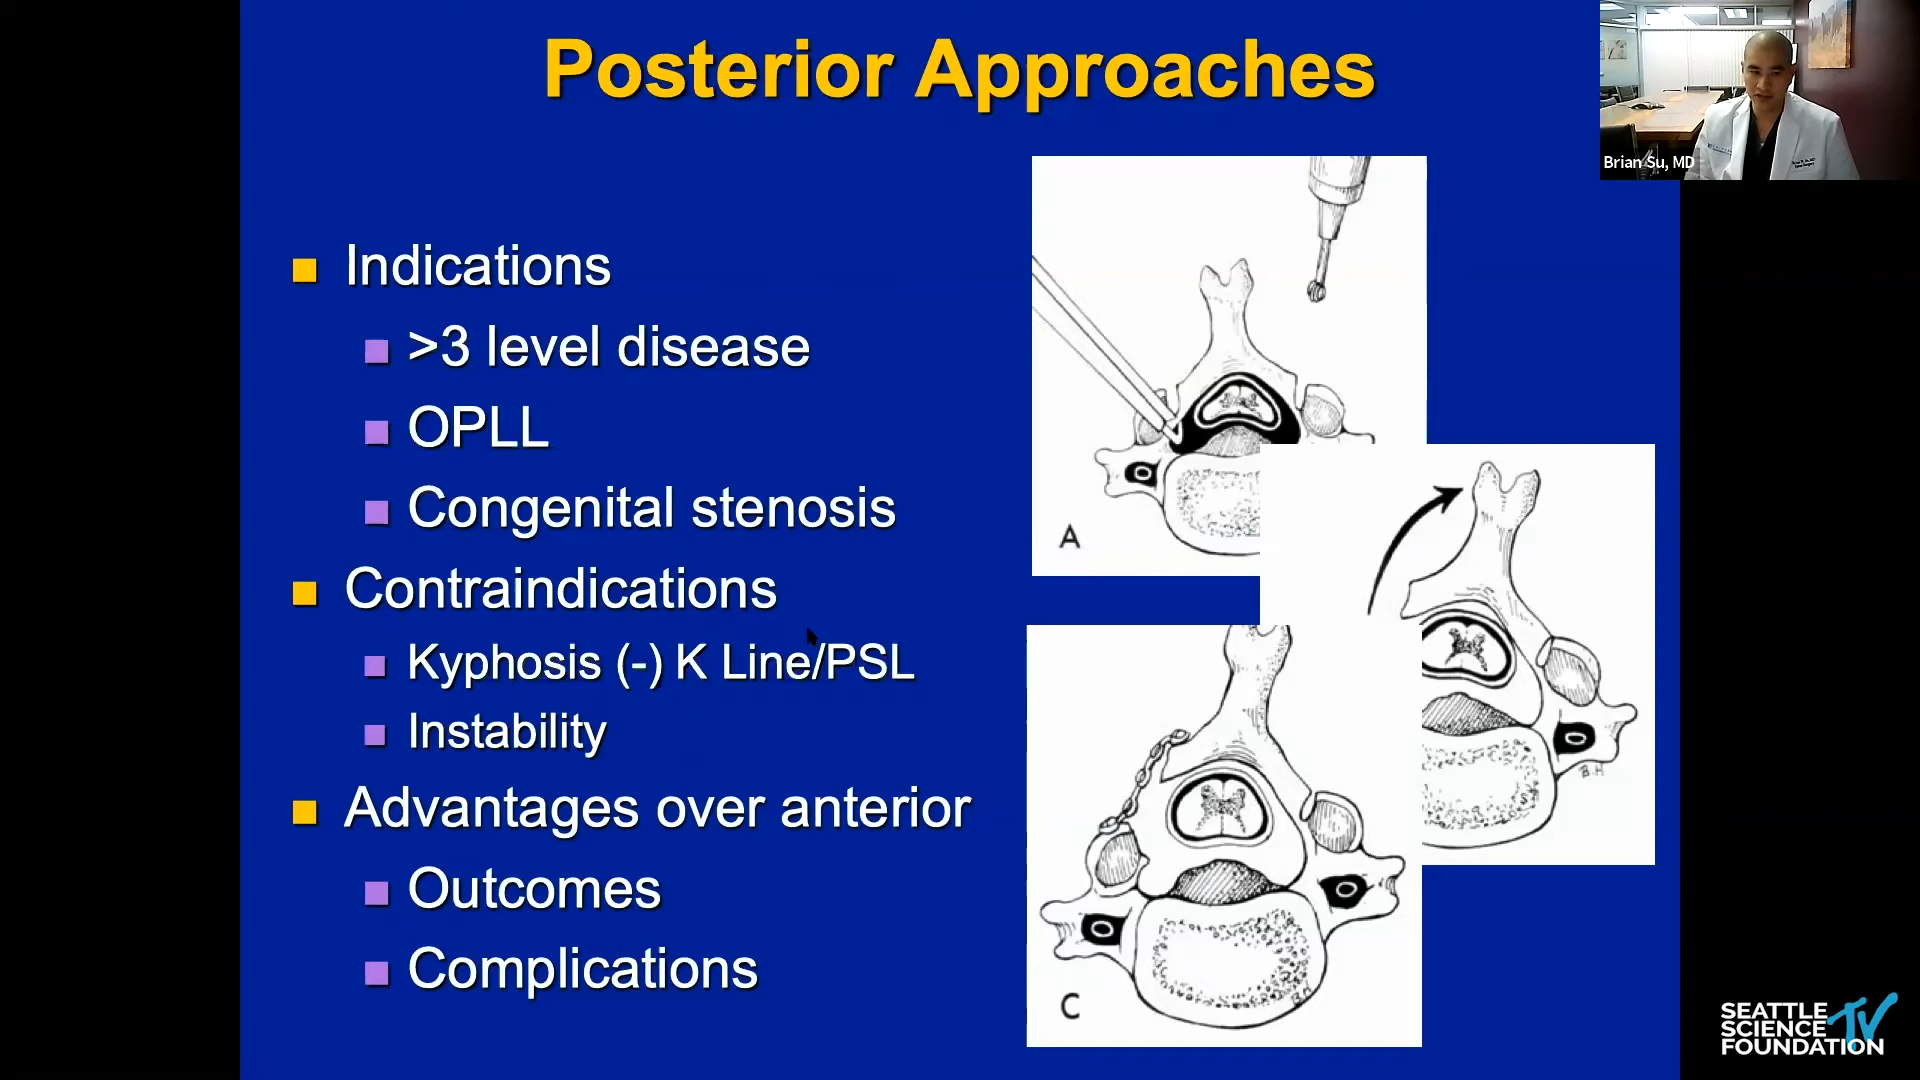 Posterior Approaches
Brian Su, MD
Indications
>3 level disease
OPLL
Congenital stenosis
Contraindications
Kyphosis (-) K Line/PSL
Instability
Advantages over anterior
Outcomes
Complications
A
B.H
C
B.H
SEATTLE
SCIENCE TV
FOUNDATION